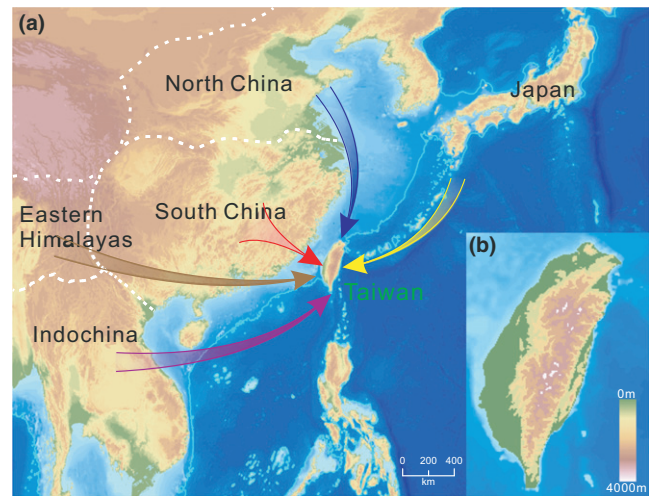 (a)
North China
Japan
South China
Eastern
Himalayas
(b)
Taiwan
Indochina
0m
0 200 400
km
4000m